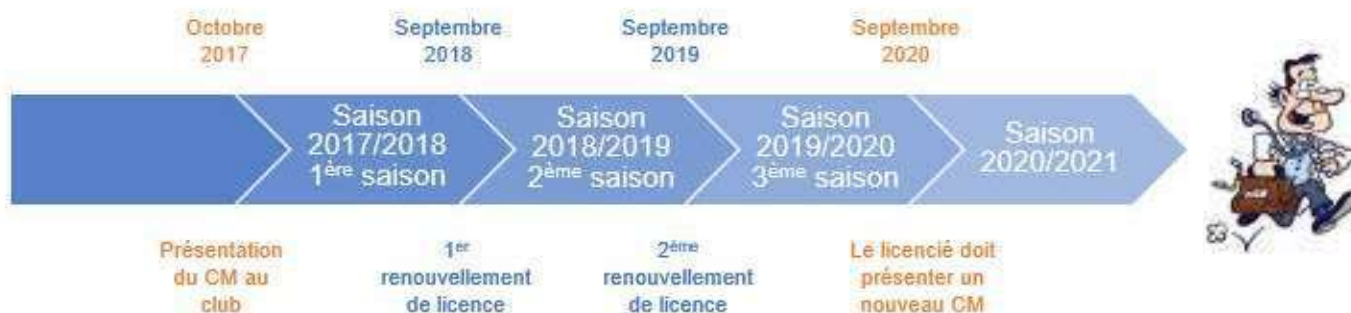 Octobre
2017
Septembre
2018
Septembre
2019
Septembre
2020
Saison
2017/2018
1ère saison
Saison
2018/2019
2ème saison
Saison
2019/2020
3ème saison
Saison
2020/2021
Présentation
du CM au
club
1er
renouvellement
de licence
2ème
renouvellement
de licence
Le licencié doit
présenter un
nouveau CM